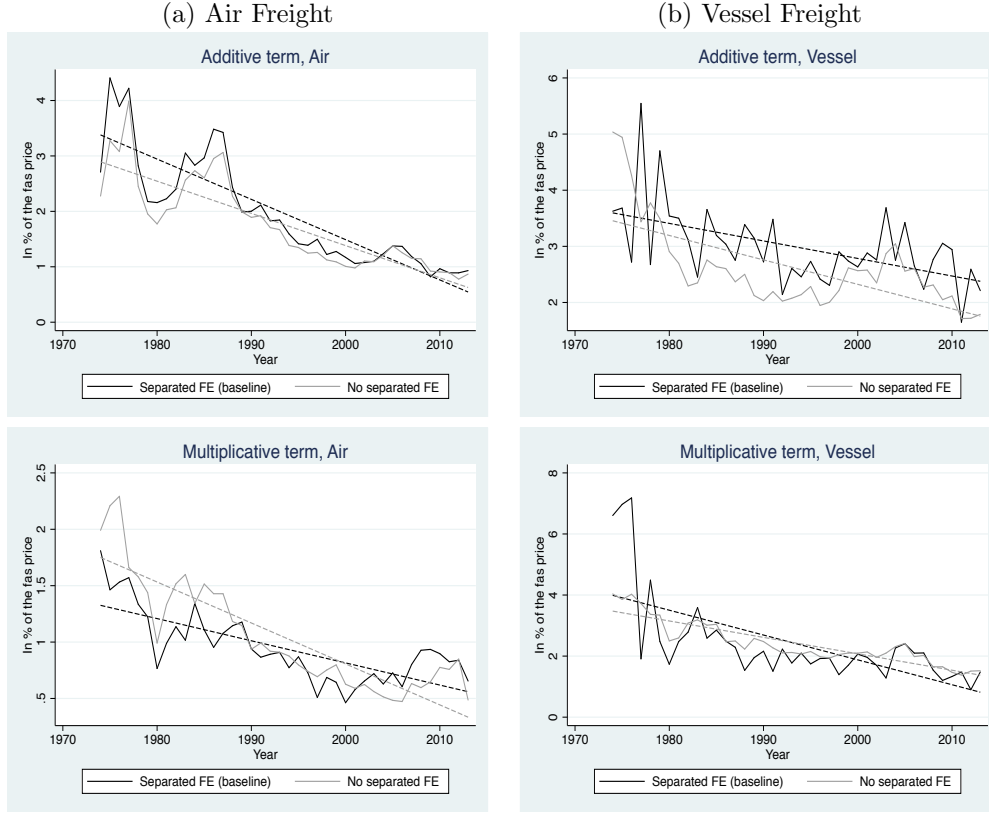 (a) Air Freight
(b) Vessel Freight
Additive term, Air
In % of the fas price
4
3
2
1
0
1970 1980 1990 2000 2010
Year
Separated FE (baseline) No separated FE
Additive term, Vessel
In % of the fas price
6
5
4
3
2
1970 1980 1990 2000 2010
Year
Separated FE (baseline) No separated FE
Multiplicative term, Air
In % of the fas price
2.5
2
1.5
1
.5
1970 1980 1990 2000 2010
Year
Separated FE (baseline) No separated FE
Multiplicative term, Vessel
In % of the fas price
8
6
4
2
0
1970 1980 1990 2000 2010
Year
Separated FE (baseline) No separated FE